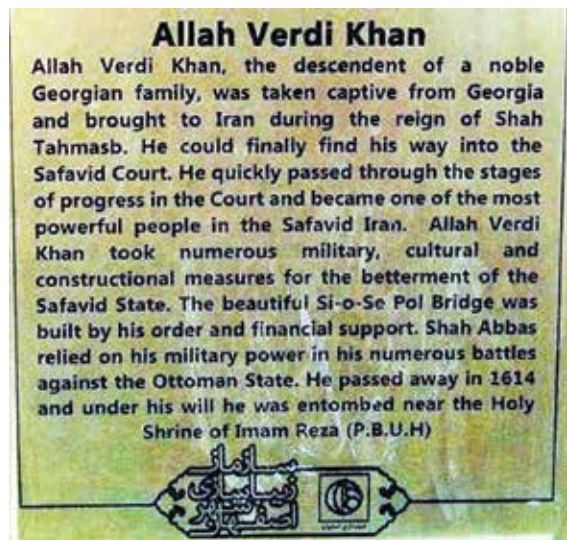 Allah Verdi Khan
Allah Verdi Khan, the descendent of a noble
Georgian family, was taken captive from Georgia
and brought to Iran during the reign of Shah
Tahmasb. He could finally find his way into the
Safavid Court. He quickly passed through the stages
of progress in the Court and became one of the most
powerful people in the Safavid Iran. Allah Verdi
Khan took numerous military, cultural and
constructional measures for the betterment of the
Safavid State. The beautiful Si-o-Se Pol Bridge was
built by his order and financial support. Shah Abbas
relied on his military power in his numerous battles
against the Ottoman State. He passed away in 1614
and under his will he was entombed near the Holy
Shrine of Imam Reza (P.B.U.H)
سازمان
زیباسازی
شهر
اصفهان